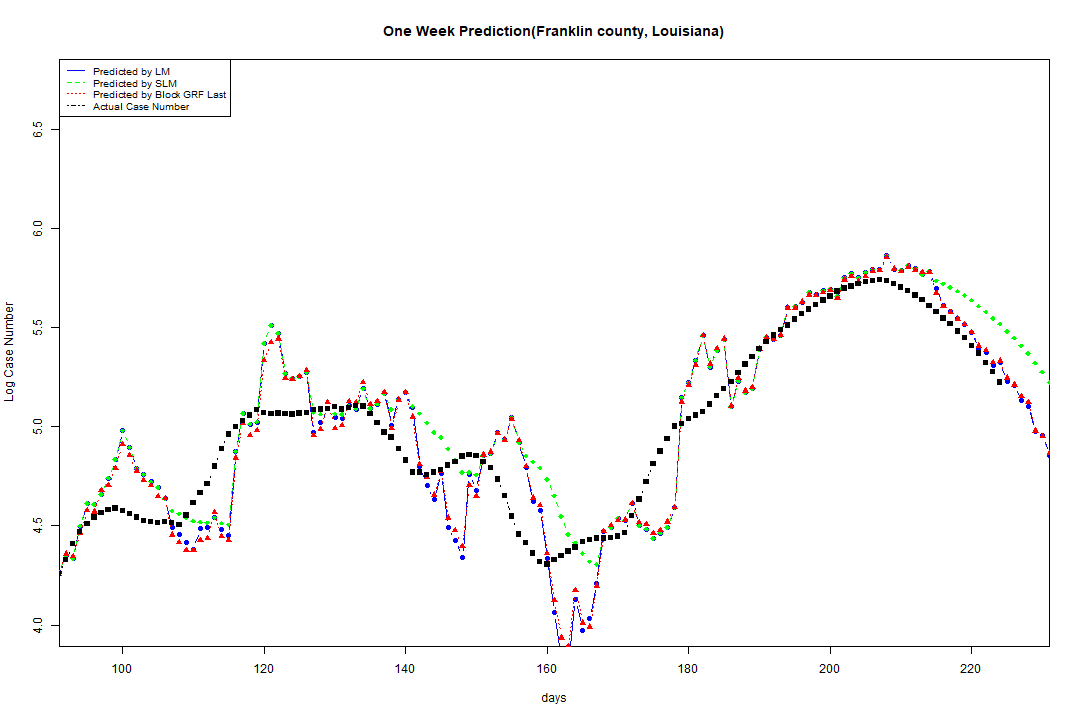 One Week Prediction(Franklin county, Louisiana)
Predicted by LM
Predicted by SLM
Predicted by Block GRF Last
Actual Case Number
6.5
6.0
5.5
5.0
4.5
4.0
Log Case Number
100 120 140 160 180 200 220
days